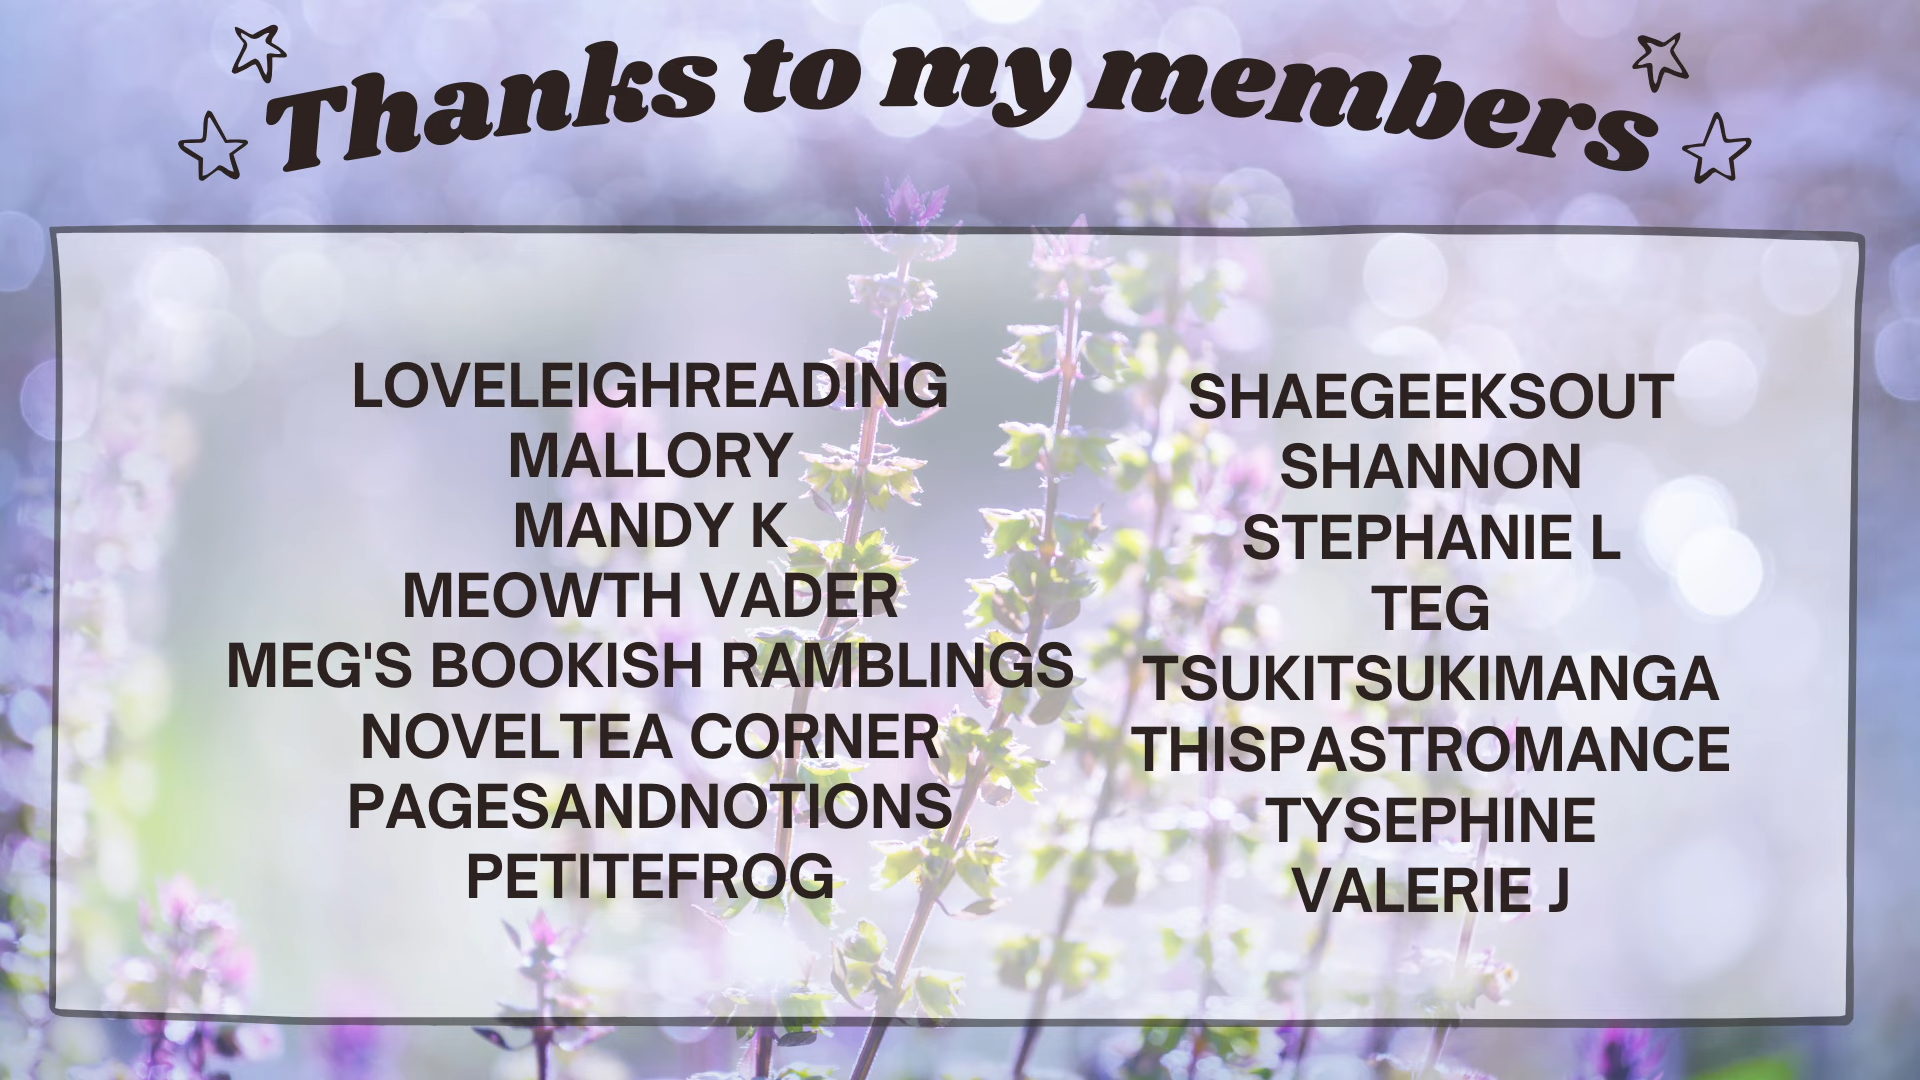 Thanks to my members
LOVELEIGHREADING
MALLORY
MANDY K
MEOWTH VADER
MEG'S BOOKISH RAMBLINGS
NOVELTEA CORNER
PAGESANDNOTIONS
PETITEFROG
SHAEGEEKSOUT
SHANNON
STEPHANIE L
TEG
TSUKITSUKIMANGA
THISPASTROMANCE
TYSEPHINE
VALERIE J